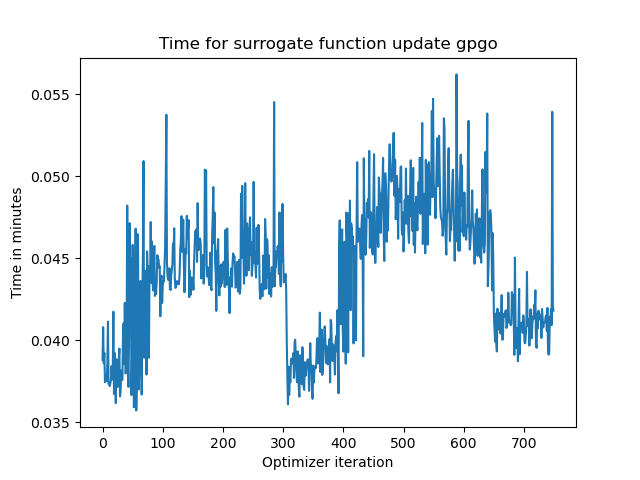 Time for surrogate function update gpgo
Time in minutes
0.055
0.050
0.045
0.040
0.035
0 100 200 300 400 500 600 700
Optimizer iteration